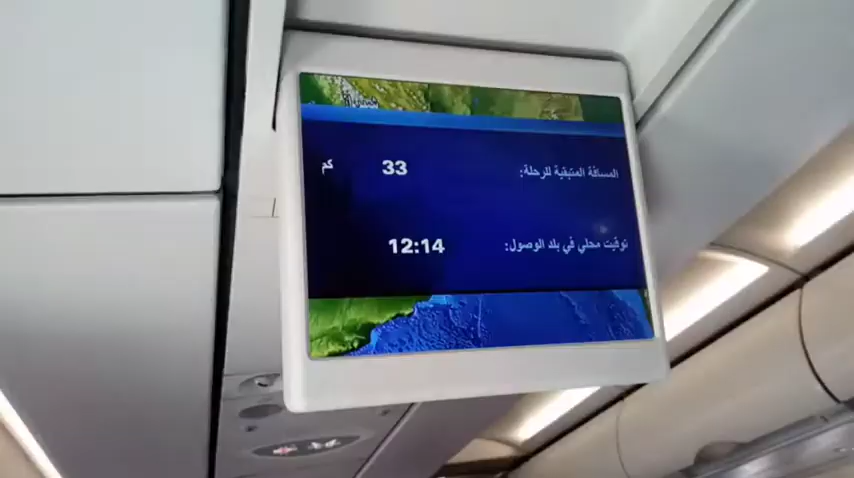 المسافة المتبقية للرحلة: 33 كم
توقيت محلي في بلد الوصول: 12:14